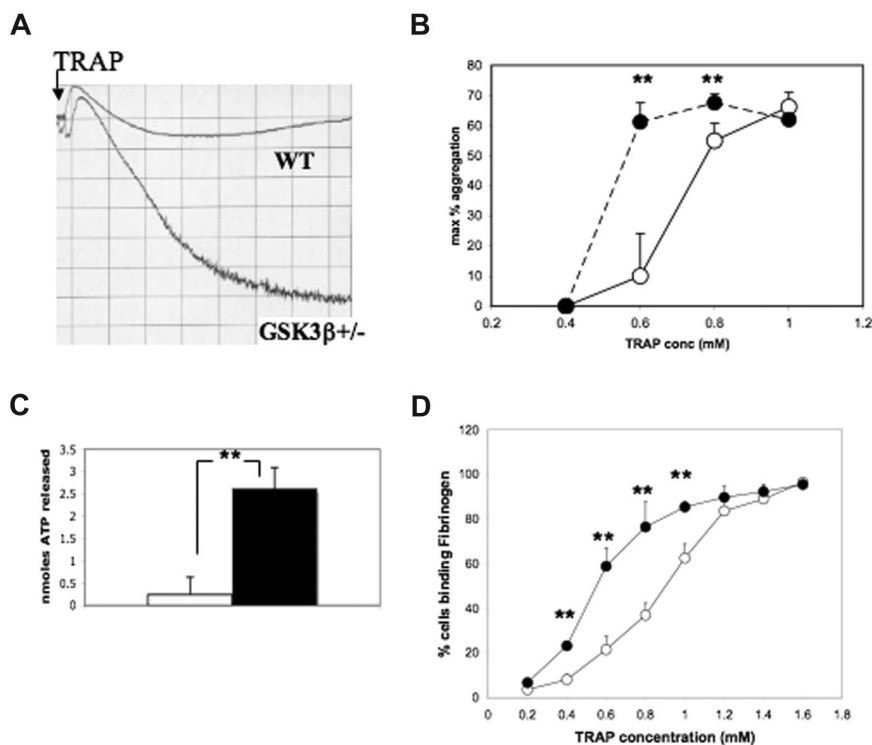 A
TRAP
WT
GSK3β+/-
B
80
70
60
50
40
30
20
10
0
** **
0.2 0.4 0.6 0.8 1 1.2
max % aggregation
TRAP conc (mM)
C
3.5
3
2.5
2
1.5
1
0.5
0
**
nmoles ATP released
D
120
100
80
60
40
20
0
** ** ** **
0 0.2 0.4 0.6 0.8 1 1.2 1.4 1.6 1.8
% cells binding Fibrinogen
TRAP concentration (mM)